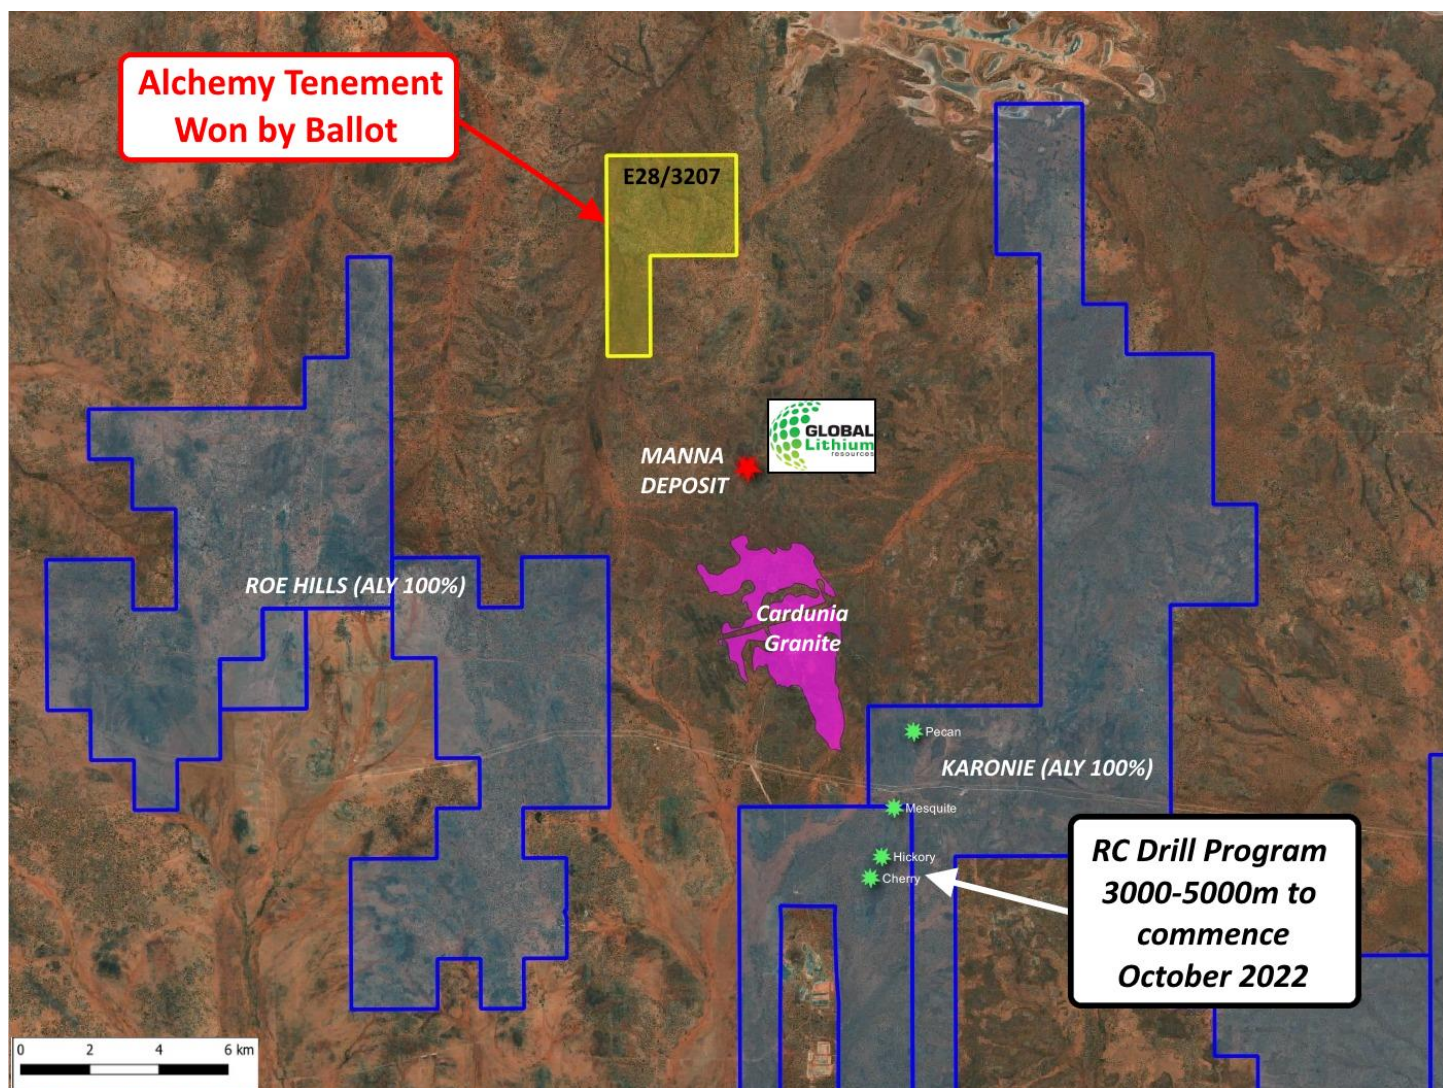 Alchemy Tenement
Won by Ballot
E28/3207
GLOBAL
Lithium
resources
MANNA
DEPOSIT
ROE HILLS (ALY 100%)
Cardunia
Granite
Pecan
KARONIE (ALY 100%)
Mesquite
Hickory
Cherry
RC Drill Program
3000-5000m to
commence
October 2022
0 2 4 6 km